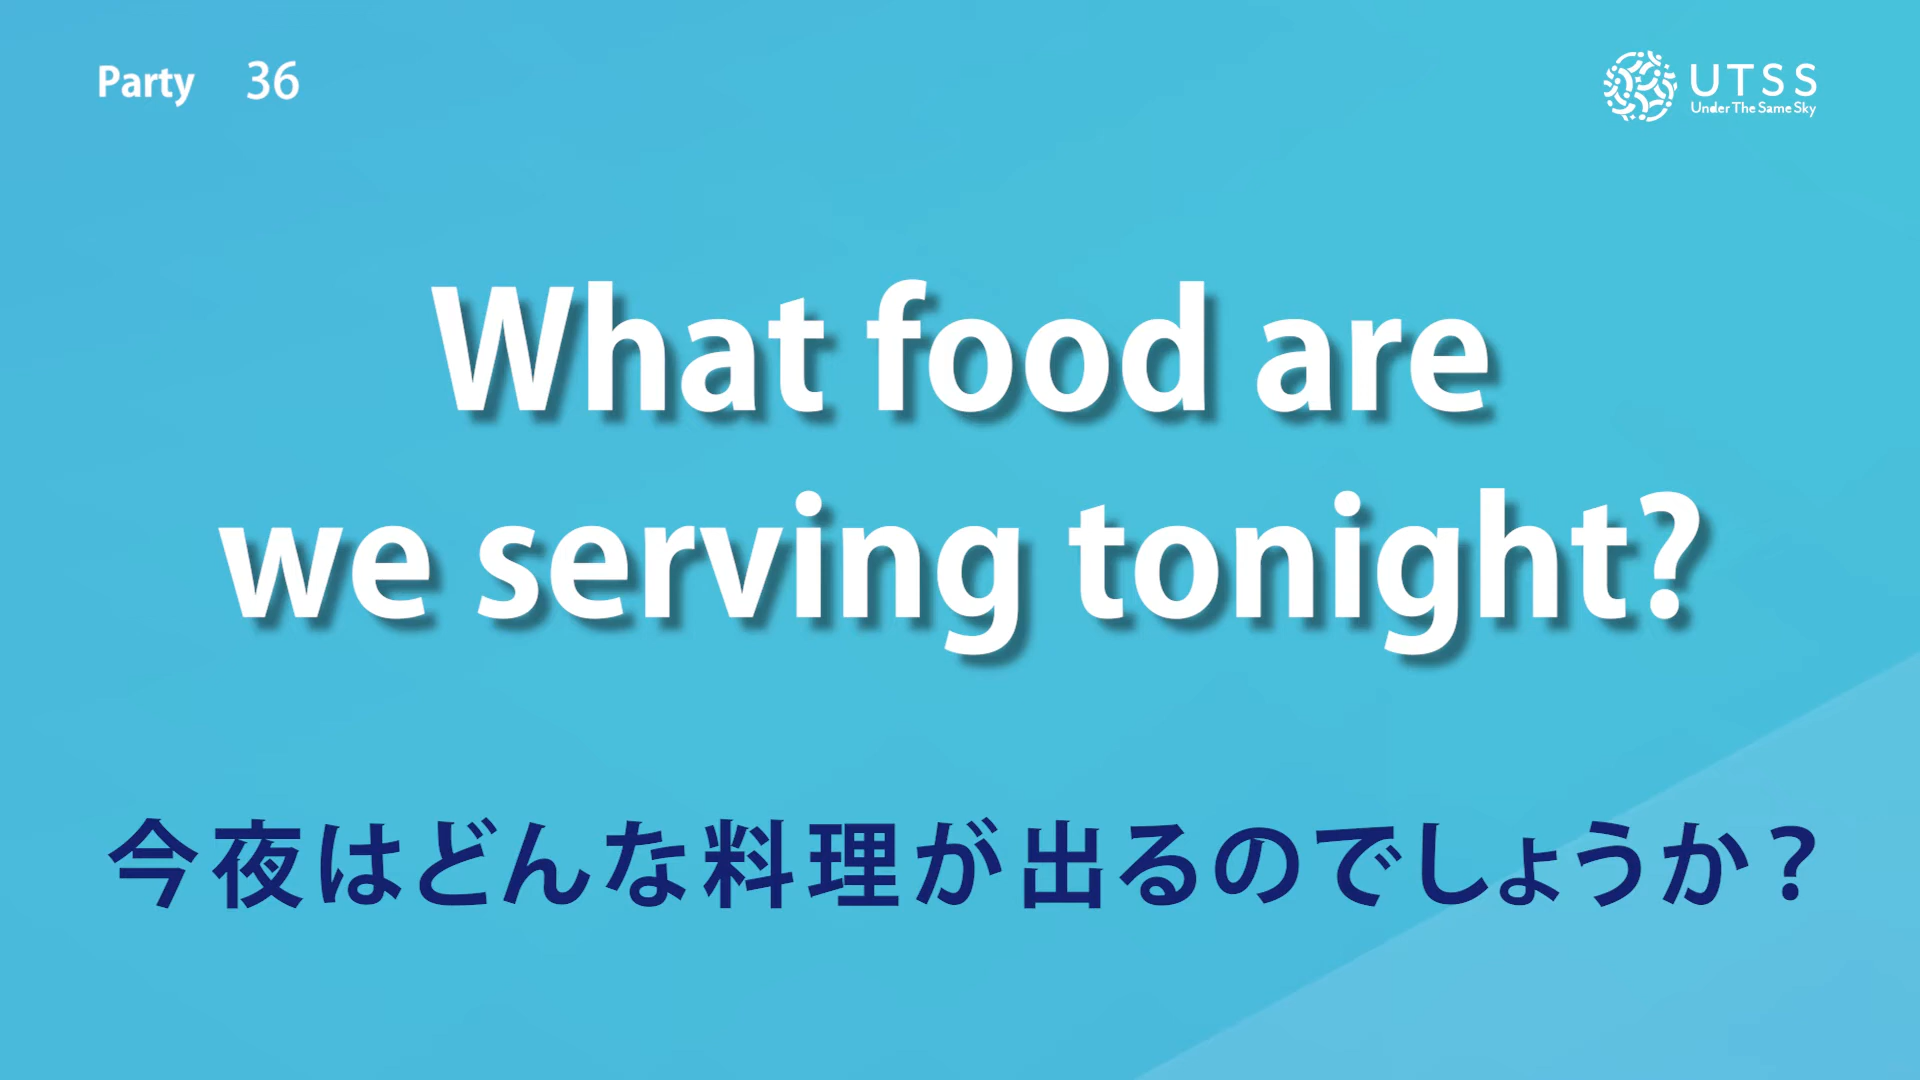 Party 36
UTSS
Under The Same Sky
What food are
we serving tonight?
今夜はどんな料理が出るのでしょうか？